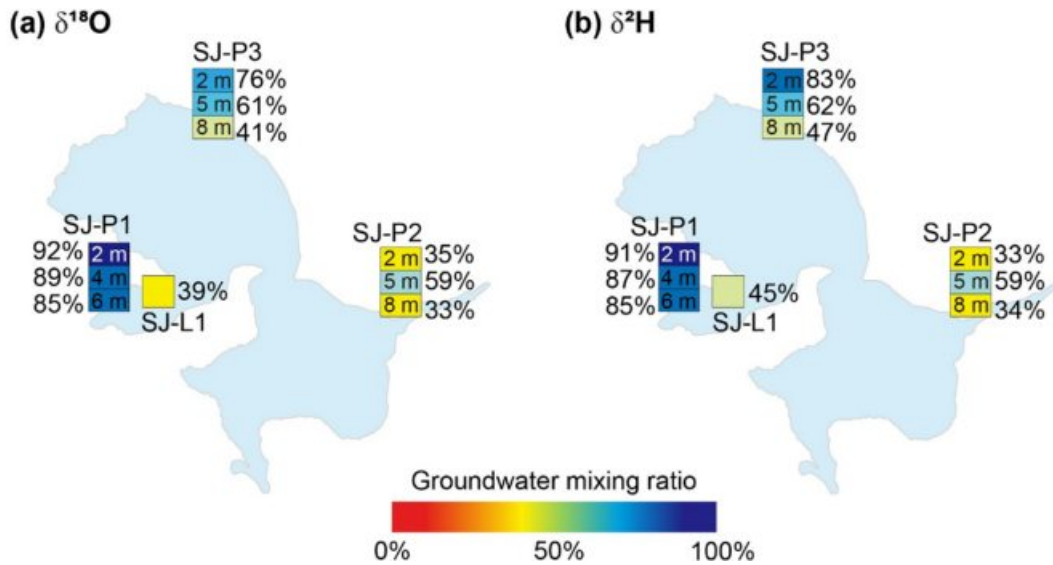 (a) δ¹⁸O
SJ-P3
2 m 76%
5 m 61%
8 m 41%
SJ-P1
92% 2 m
89% 4 m
85% 6 m
39%
SJ-L1
SJ-P2
2 m 35%
5 m 59%
8 m 33%
(b) δ²H
SJ-P3
2 m 83%
5 m 62%
8 m 47%
SJ-P1
91% 2 m
87% 4 m
85% 6 m
45%
SJ-L1
SJ-P2
2 m 33%
5 m 59%
8 m 34%
Groundwater mixing ratio
0% 50% 100%